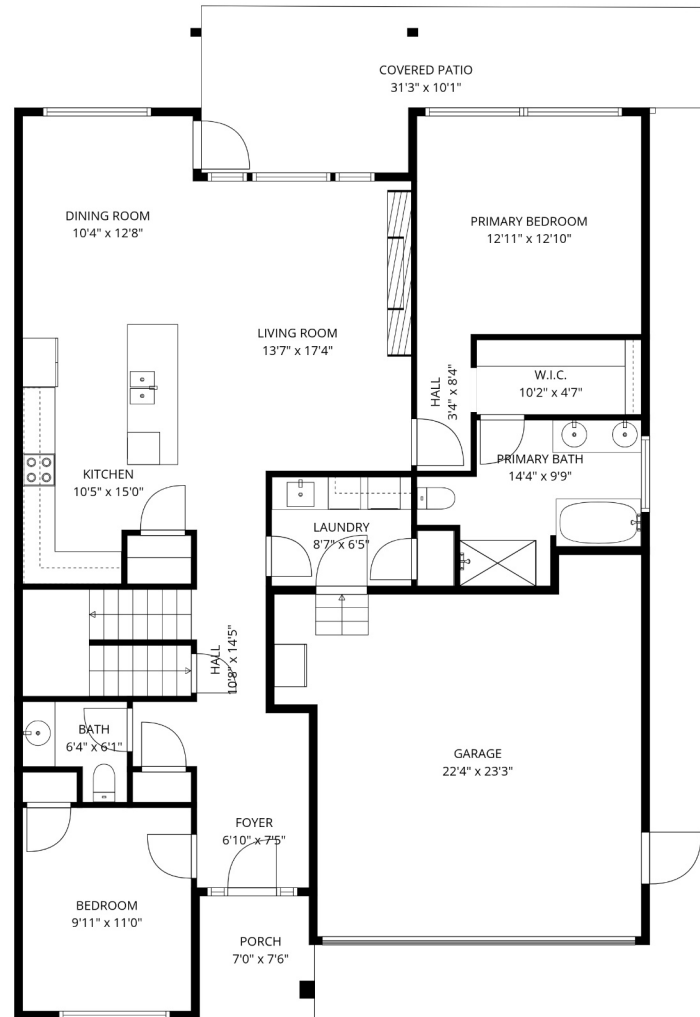 COVERED PATIO
31'3" x 10'1"
DINING ROOM
10'4" x 12'8"
PRIMARY BEDROOM
12'11" x 12'10"
LIVING ROOM
13'7" x 17'4"
HALL
3'4" x 8'4"
W.I.C.
10'2" x 4'7"
KITCHEN
10'5" x 15'0"
PRIMARY BATH
14'4" x 9'9"
LAUNDRY
8'7" x 6'5"
HALL
10'8" x 14'5"
BATH
6'4" x 6'1"
GARAGE
22'4" x 23'3"
FOYER
6'10" x 7'5"
BEDROOM
9'11" x 11'0"
PORCH
7'0" x 7'6"